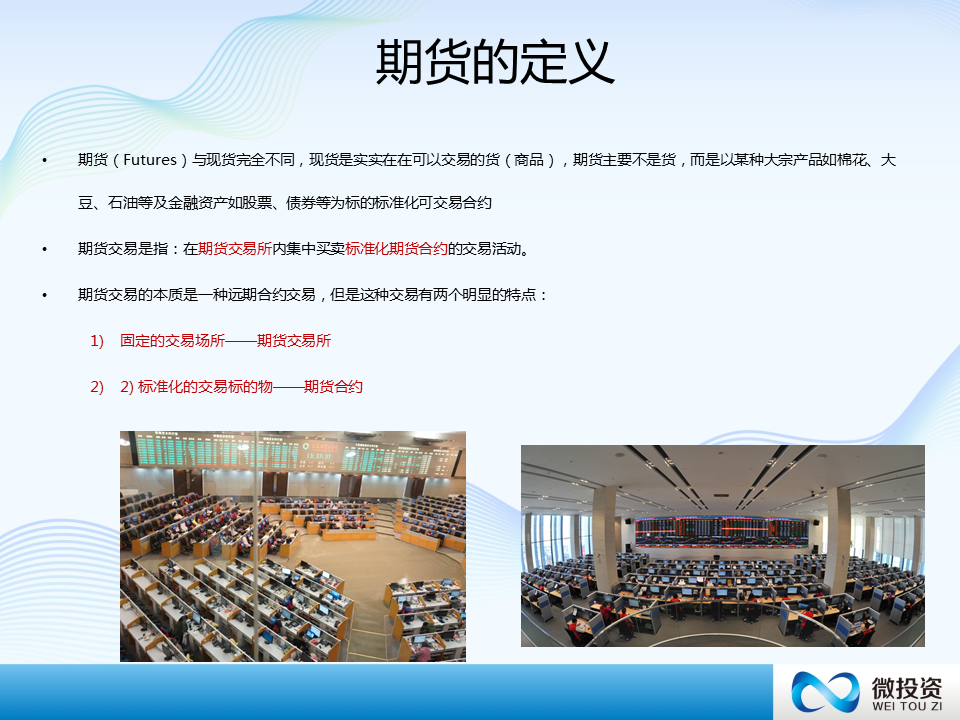 期货的定义
• 期货（Futures）与现货完全不同，现货是实实在在可以交易的货（商品），期货主要不是货，而是以某种大宗产品如棉花、大
豆、石油等及金融资产如股票、债券等为标的标准化可交易合约
• 期货交易是指：在期货交易所内集中买卖标准化期货合约的交易活动。
• 期货交易的本质是一种远期合约交易，但是这种交易有两个明显的特点：
1) 固定的交易场所——期货交易所
2) 2) 标准化的交易标的物——期货合约
微投资
WEI TOU ZI